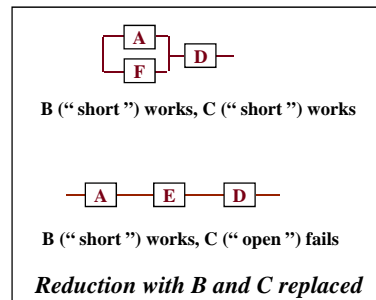 A
F
D
B (“ short ”) works, C (“ short ”) works
A E D
B (“ short ”) works, C (“ open ”) fails
Reduction with B and C replaced